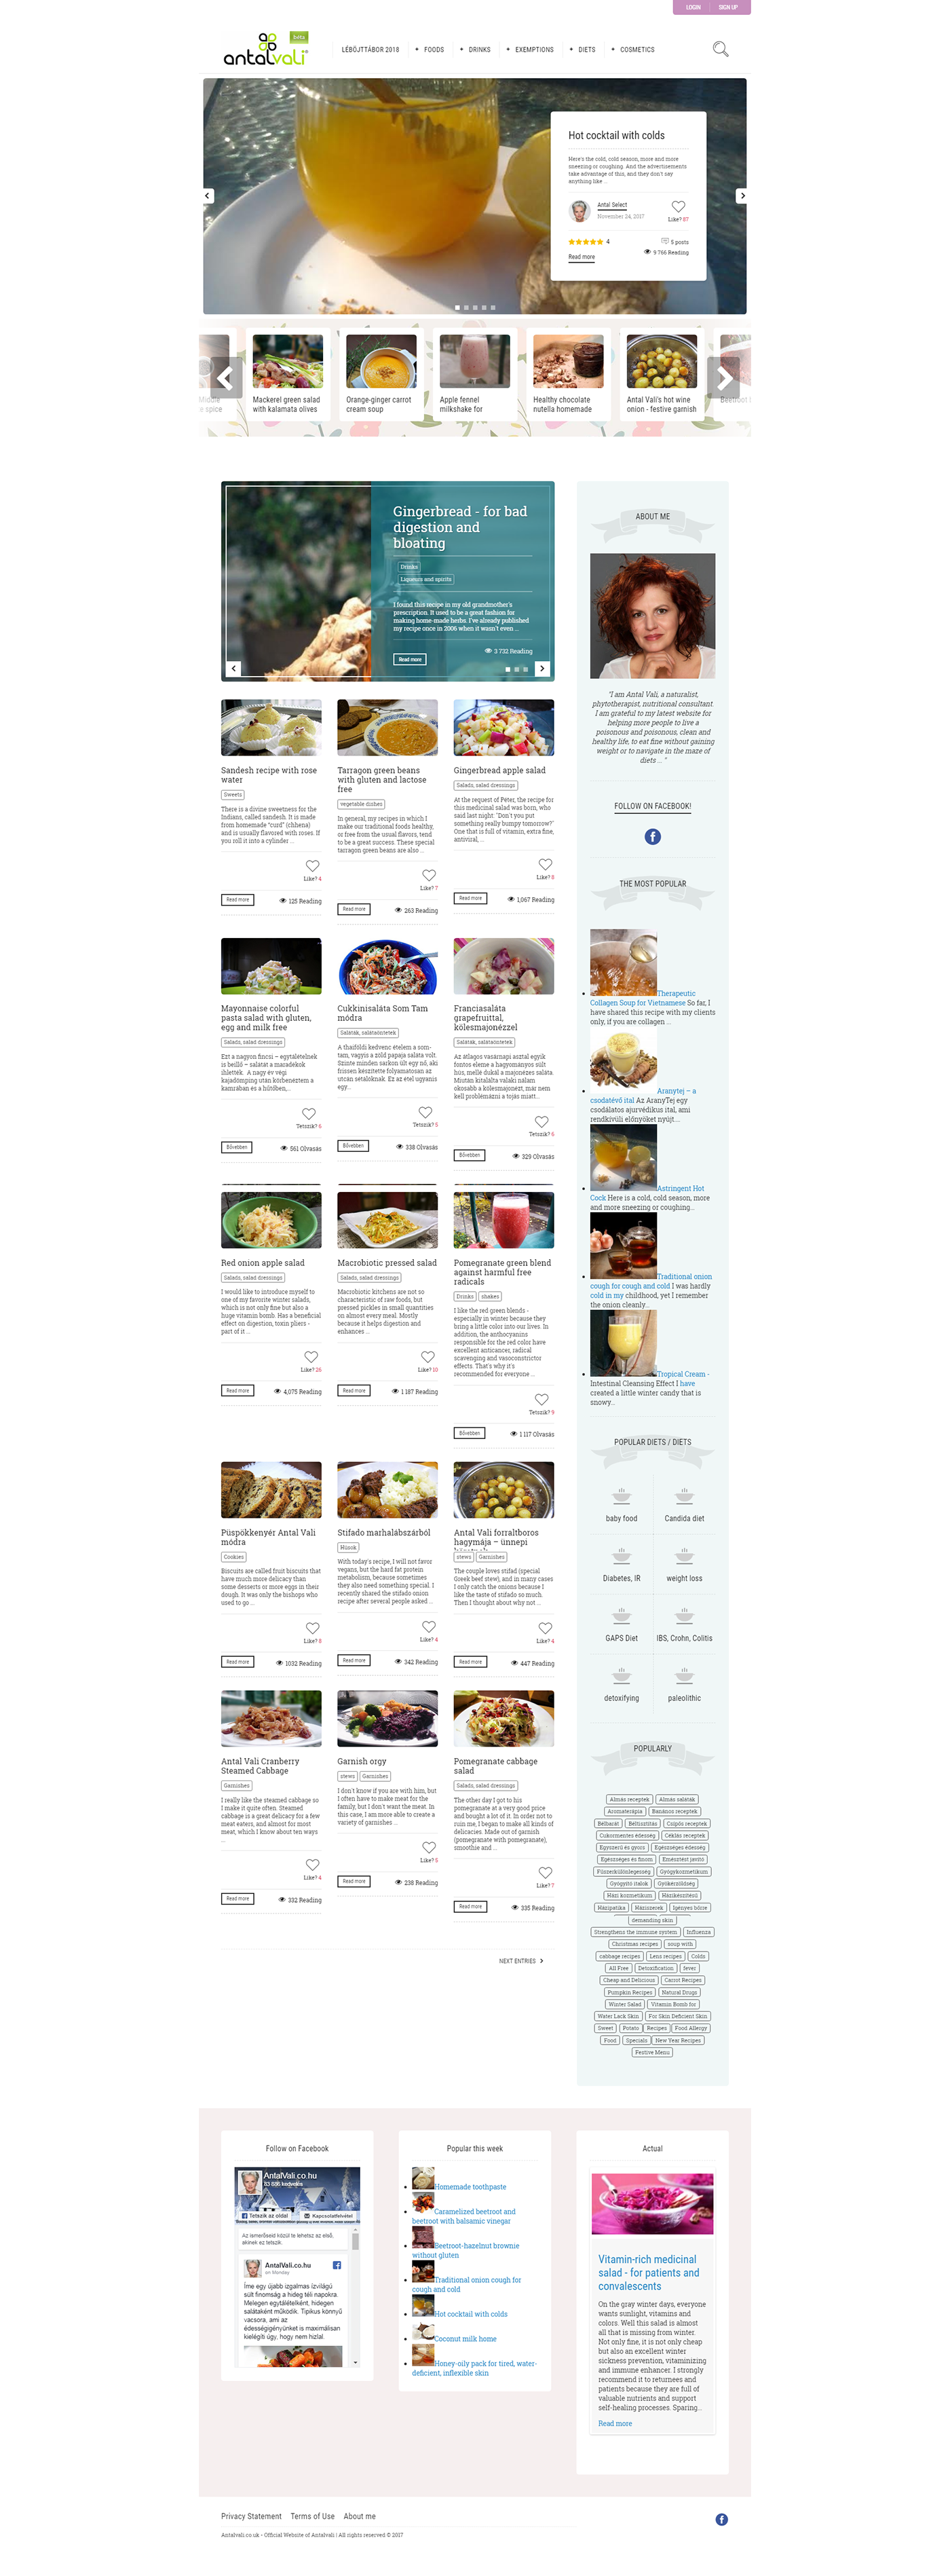 LOGIN
SIGN UP
antalvali
béta
LÉBÖJTTÁBOR 2018
FOODS
DRINKS
EXEMPTIONS
DIETS
COSMETICS
Hot cocktail with colds
Here's the cold, cold season, more and more
sneezing or coughing. And the advertisements
take advantage of this, and they don't say
anything like ...
Antal Select
November 24, 2017
Like? 87
4
5 posts
Read more
9 766 Reading
Mackerel green salad
with kalamata olives
Orange-ginger carrot
cream soup
Apple fennel
milkshake for
Healthy chocolate
nutella homemade
Antal Vali's hot wine
onion - festive garnish
Gingerbread - for bad
digestion and
bloating
Drinks
Liqueurs and spirits
I found this recipe in my old grandmother's
prescription. It used to be a great fashion for
making home-made herbs. I've already published
my recipe once in 2006 when it wasn't even ...
3 732 Reading
Read more
ABOUT ME
"I am Antal Vali, a naturalist,
phytotherapist, nutritional consultant.
I am grateful to my latest website for
helping more people to live a
poisonous and poisonous, clean and
healthy life, to eat fine without gaining
weight or to navigate in the maze of
diets ... "
FOLLOW ON FACEBOOK!
THE MOST POPULAR
Therapeutic
Collagen Soup for Vietnamese So far, I
have shared this recipe with my clients
only, if you are collagen ...
Aranytej – a
csodatévő ital Az AranyTej egy
csodálatos ajurvédikus ital, ami
rendkívüli előnyöket nyújt....
Astringent Hot
Cock Here is a cold, cold season, more
and more sneezing or coughing...
Traditional onion
cough for cough and cold I was hardly
cold in my childhood, yet I remember
the onion cleanly...
Tropical Cream -
Intestinal Cleansing Effect I have
created a little winter candy that is
snowy...
POPULAR DIETS / DIETS
baby food
Candida diet
Diabetes, IR
weight loss
GAPS Diet
IBS, Crohn, Colitis
detoxifying
paleolithic
POPULARLY
Almás receptek
Almás saláták
Aromaterápia
Banános receptek
Bélbarát
Béltisztítás
Csípős receptek
Cukormentes édesség
Céklás receptek
Egyszerű és gyors
Egészséges édesség
Egészséges és finom
Emésztést javító
Fűszerkülönlegesség
Gyógykozmetikum
Gyógyító italok
Gyökérzöldség
Házi kozmetikum
Háziкészítésű
Házipatika
Háziszerek
Igényes bőrre
demanding skin
Strengthens the immune system
Influenza
Christmas recipes
soup with
cabbage recipes
Lens recipes
Colds
All Free
Detoxification
fever
Cheap and Delicious
Carrot Recipes
Pumpkin Recipes
Natural Drugs
Winter Salad
Vitamin Bomb for
Water Lack Skin
For Skin Deficient Skin
Sweet
Potato
Recipes
Food Allergy
Food
Specials
New Year Recipes
Festive Menu
Sandesh recipe with rose
water
Sweets
There is a divine sweetness for the
Indians, called sandesh. It is made
from homemade "curd" (chhena)
and is usually flavored with roses. If
you roll it into a cylinder ...
Like? 4
Read more
125 Reading
Tarragon green beans
with gluten and lactose
free
vegetable dishes
In general, my recipes in which I
make our traditional foods healthy,
or free from the usual flavors, tend
to be a great success. These special
tarragon green beans are also ...
Like? 7
Read more
263 Reading
Gingerbread apple salad
Salads, salad dressings
At the request of Peter, the recipe for
this medicinal salad was born, who
said last night: "Don't you put
something really bumpy tomorrow?"
One that is full of vitamin, extra fine,
antiviral, ...
Like? 8
Read more
1,067 Reading
Mayonnaise colorful
pasta salad with gluten,
egg and milk free
Salads, salad dressings
Ezt a nagyon fincsi – egytálételnek
is beillő – salátát a maradékok
ihlették. A nagy év végi
kajadömping után körbenéztem a
kamrában és a hűtőben,...
Tetszik? 6
Bővebben
561 Olvasás
Cukkinisaláta Som Tam
módra
Saláták, salátaöntetek
A thaiföldi kedvenc ételem a som-
tam, vagyis a zöld papaja saláta volt.
Szinte minden sarkon ült egy nő, aki
frissen készítette folyamatosan az
utcán sétálóknak. Ez az étel ugyanis
egy...
Tetszik? 5
Bővebben
338 Olvasás
Franciasaláta
grapefruittal,
kölesmajonézzel
Saláták, salátaöntetek
Az átlagos vasárnapi asztal egyik
fontos eleme a hagyományos sült
hús, mellé dukál a majonézes saláta.
Miután kitalálta valaki nálam
okosabb a kölesmajonézt, már nem
kell problémázni a tojás miatt...
Tetszik? 6
Bővebben
329 Olvasás
Red onion apple salad
Salads, salad dressings
I would like to introduce myself to
one of my favorite winter salads,
which is not only fine but also a
huge vitamin bomb. Has a beneficial
effect on digestion, toxin pliers -
part of it ...
Like? 26
Read more
4,075 Reading
Macrobiotic pressed salad
Salads, salad dressings
Macrobiotic kitchens are not so
characteristic of raw foods, but
pressed pickles in small quantities
on almost every meal. Mostly
because it helps digestion and
enhances ...
Like? 10
Read more
1 187 Reading
Pomegranate green blend
against harmful free
radicals
Drinks
shakes
I like the red green blends -
especially in winter because they
bring a little color into our lives. In
addition, the anthocyanins
responsible for the red color have
excellent anticancer, radical
scavenging and vasoconstrictor
effects. That's why it's
recommended for everyone ...
Tetszik? 9
Bővebben
1 117 Olvasás
Püspökkenyér Antal Vali
módra
Cookies
Biscuits are called fruit biscuits that
have much more delicacy than
some desserts or more eggs in their
dough. It was only the bishops who
used to go ...
Like? 8
Read more
1032 Reading
Stifado marhalábszárból
Húsok
With today's recipe, I will not favor
vegans, but the hard fat protein
metabolism, because sometimes
they also need something special. I
recently shared the stifado onion
recipe after several people asked ...
Like? 4
Read more
342 Reading
Antal Vali forraltboros
hagymája – ünnepi
stews
Garnishes
The couple loves stifad (special
Greek beef stew), and in many cases
I only catch the onions because I
like the taste of stifado so much.
Then I thought about why not ...
Like? 4
Read more
447 Reading
Antal Vali Cranberry
Steamed Cabbage
Garnishes
I really like the steamed cabbage so
I make it quite often. Steamed
cabbage is a great delicacy for a few
meat eaters, and almost for most
meat, which I know about ten ways
...
Like? 4
Read more
332 Reading
Garnish orgy
stews
Garnishes
I don't know if you are with him, but
I often have to make meat for the
family, but I don't want the meat. In
this case, I am more able to create a
variety of garnishes ...
Like? 5
Read more
238 Reading
Pomegranate cabbage
salad
Salads, salad dressings
The other day I got to his
pomegranate at a very good price
and bought a lot of it. In order not to
ruin me, I began to make all kinds of
delicacies. Made out of garnish
(pomegranate with pomegranate),
smoothie and ...
Like? 7
Read more
335 Reading
NEXT ENTRIES
Follow on Facebook
AntalVali.co.hu
83 886 kedvelés
Tetszik az oldal
Kapcsolatfelvétel
Az ismerőseid közül te lehetsz az első,
akinek ez tetszik.
AntalVali.co.hu
on Monday
Íme egy újabb izgalmas ízvilágú
sült finomság a hideg téli napokra.
Melegen egytálételként, hidegen
salátaként működik. Tipikus könnyű
vacsora, ami az
édességigényünket is maximálisan
kielégíti úgy, hogy nem hízlal.
Popular this week
Homemade toothpaste
Caramelized beetroot and
beetroot with balsamic vinegar
Beetroot-hazelnut brownie
without gluten
Traditional onion cough for
cough and cold
Hot cocktail with colds
Coconut milk home
Honey-oily pack for tired, water-
deficient, inflexible skin
Actual
Vitamin-rich medicinal
salad - for patients and
convalescents
On the gray winter days, everyone
wants sunlight, vitamins and
colors. Well this salad is almost
all that is missing from winter.
Not only fine, it is not only cheap
but also an excellent winter
sickness prevention, vitaminizing
and immune enhancer. I strongly
recommend it to returnees and
patients because they are full of
valuable nutrients and support
self-healing processes. Sparing...
Read more
Privacy Statement
Terms of Use
About me
Antalvali.co.uk - Official Website of Antalvali | All rights reserved © 2017